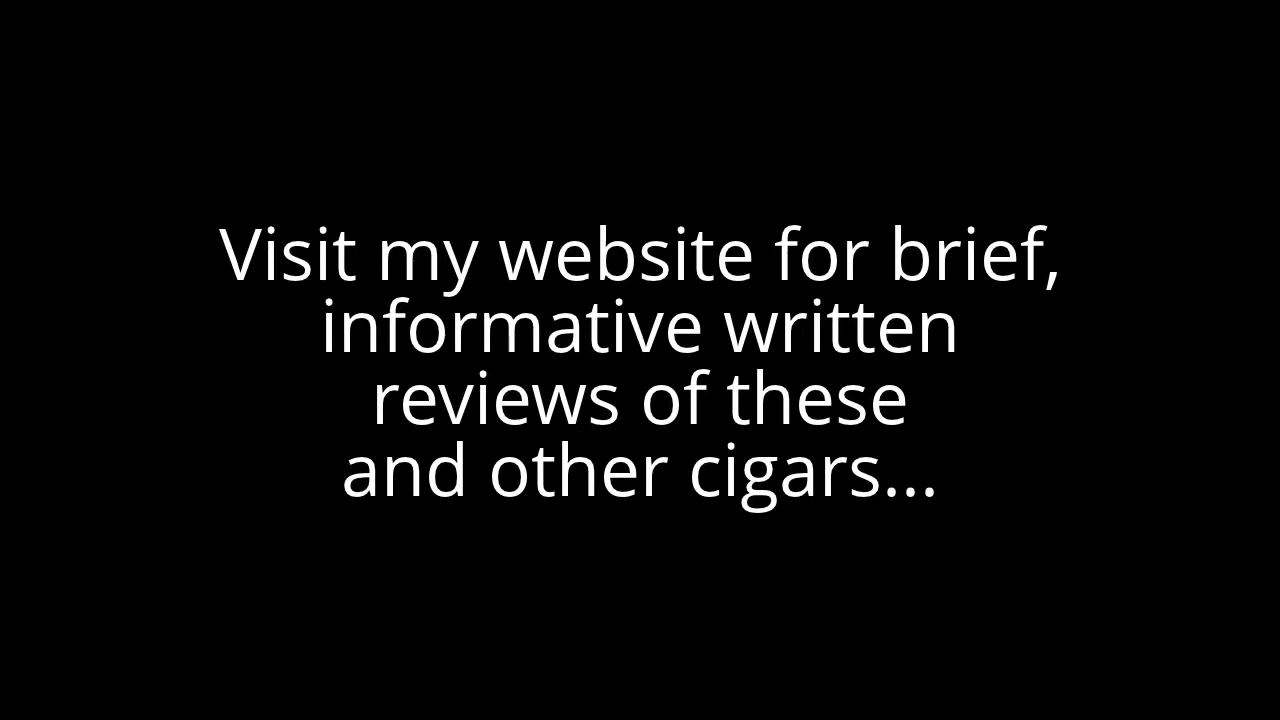 Visit my website for brief,
informative written
reviews of these
and other cigars...